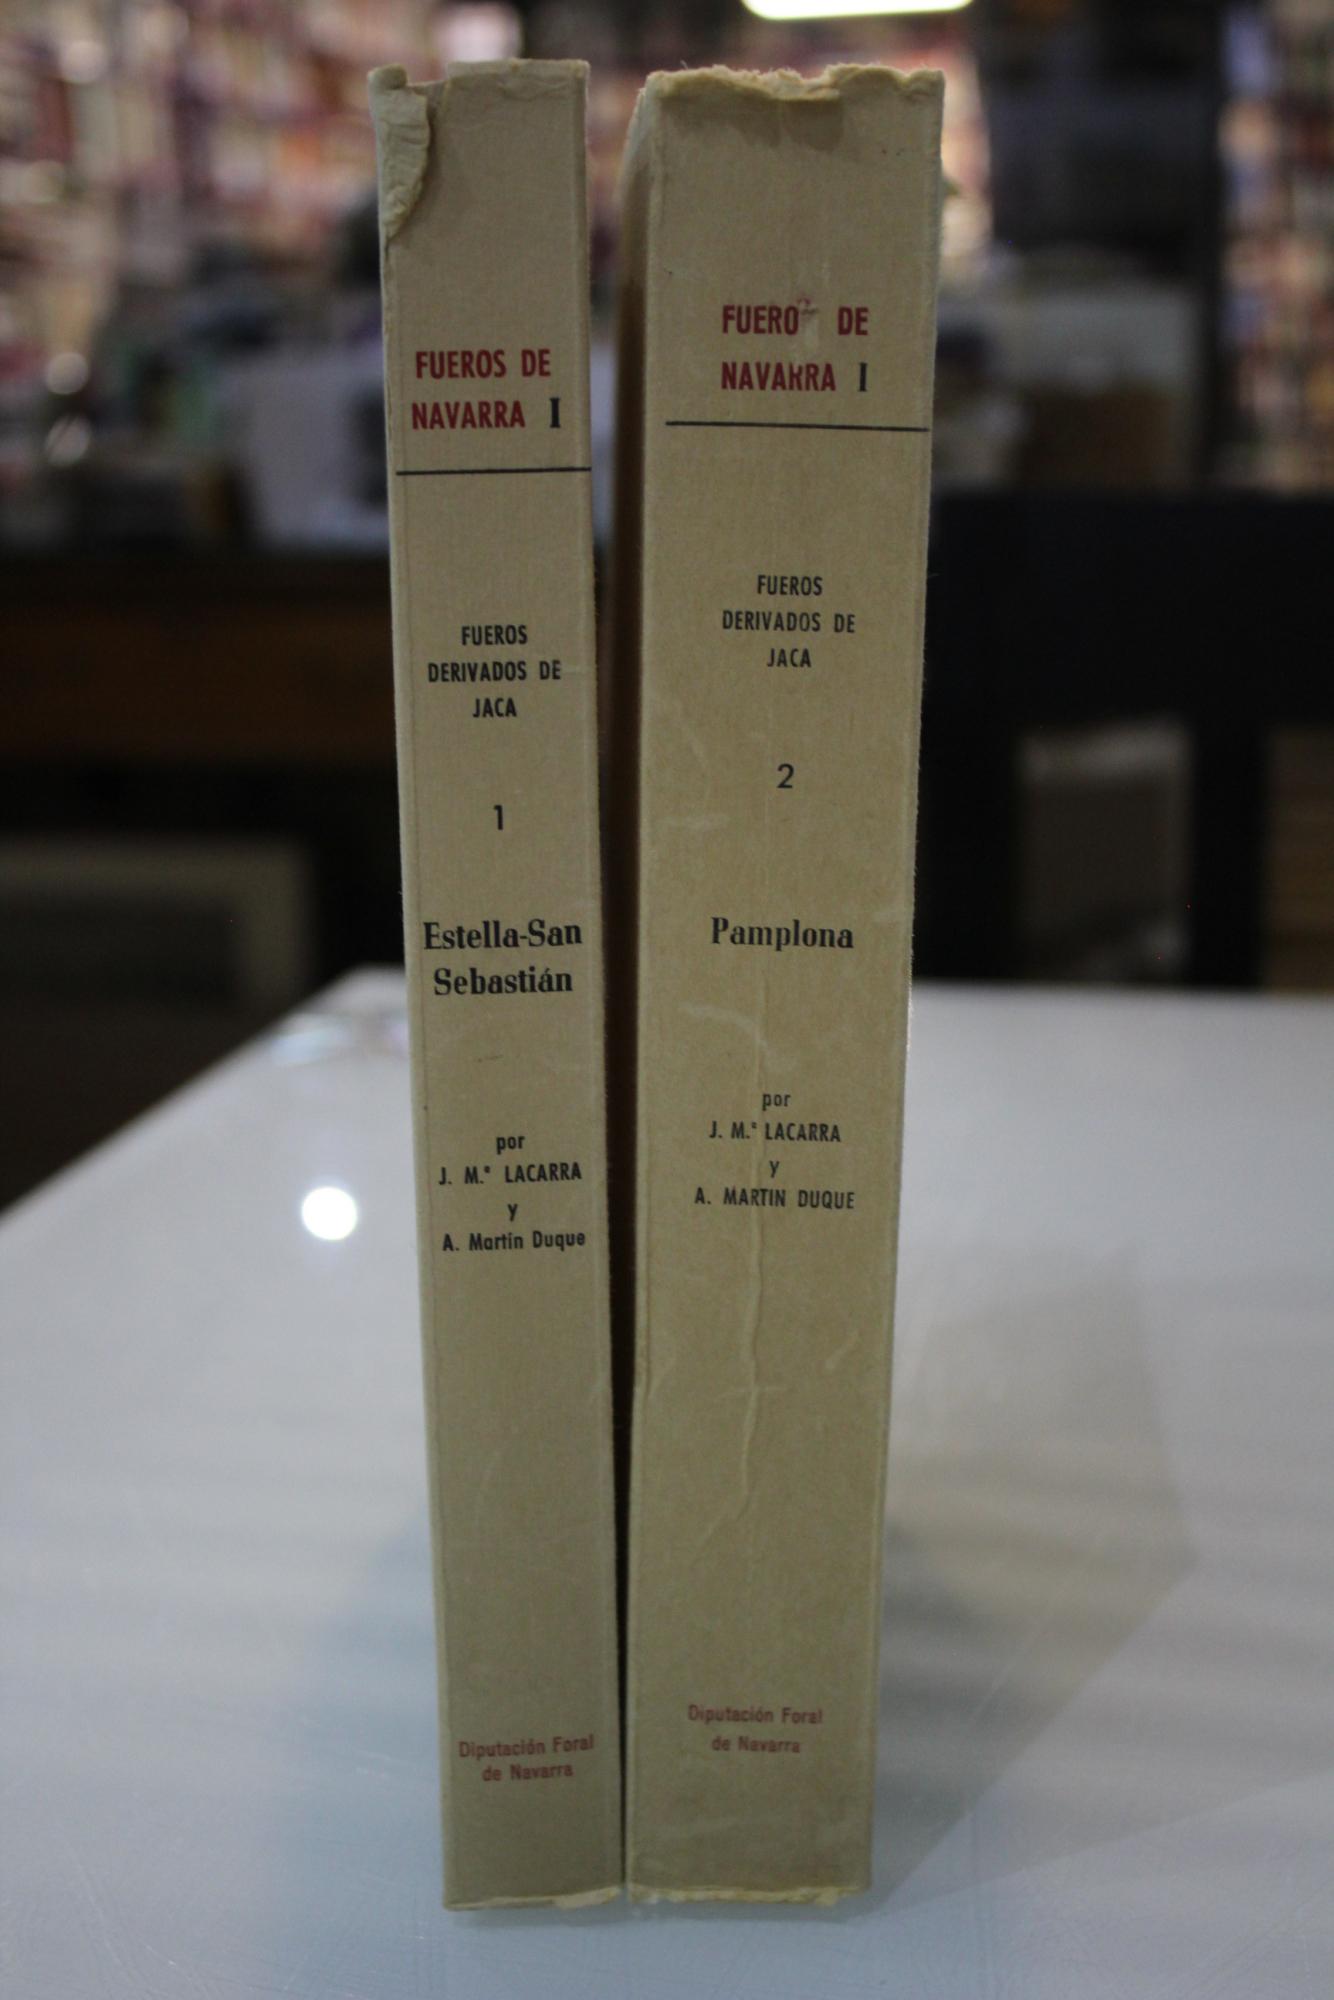 FUEROS DE
NAVARRA I
FUEROS
DERIVADOS DE
JACA
1
Estella-San
Sebastián
por
J. M.ª LACARRA
y
A. Martín Duque
Diputación Foral
de Navarra
FUERO DE
NAVARRA I
FUEROS
DERIVADOS DE
JACA
2
Pamplona
por
J. M.ª LACARRA
y
A. MARTIN DUQUE
Diputación Foral
de Navarra